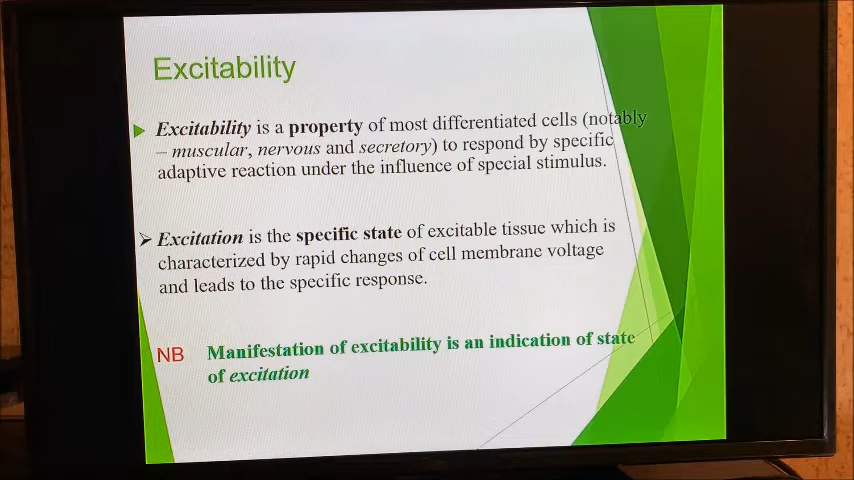 Excitability
Excitability is a property of most differentiated cells (notably
– muscular, nervous and secretory) to respond by specific
adaptive reaction under the influence of special stimulus.
Excitation is the specific state of excitable tissue which is
characterized by rapid changes of cell membrane voltage
and leads to the specific response.
NB Manifestation of excitability is an indication of state
of excitation